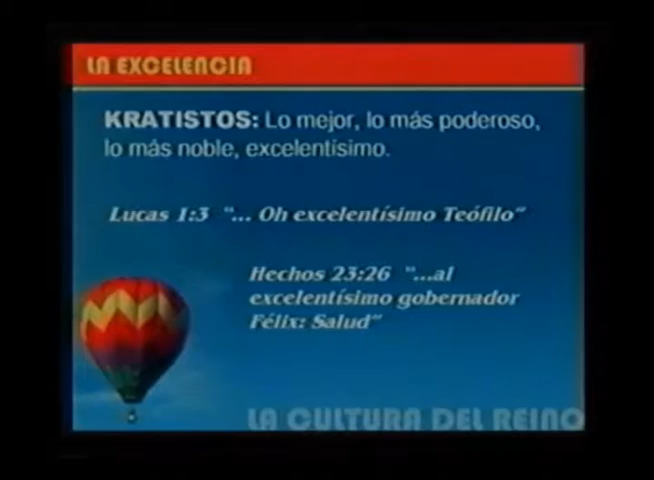 LA EXCELENCIA
KRATISTOS: Lo mejor, lo más poderoso,
lo más noble, excelentísimo.
Lucas 1:3 "... Oh excelentísimo Teófilo"
Hechos 23:26 "...al
excelentísimo gobernador
Félix: Salud"
LA CULTURA DEL REINO